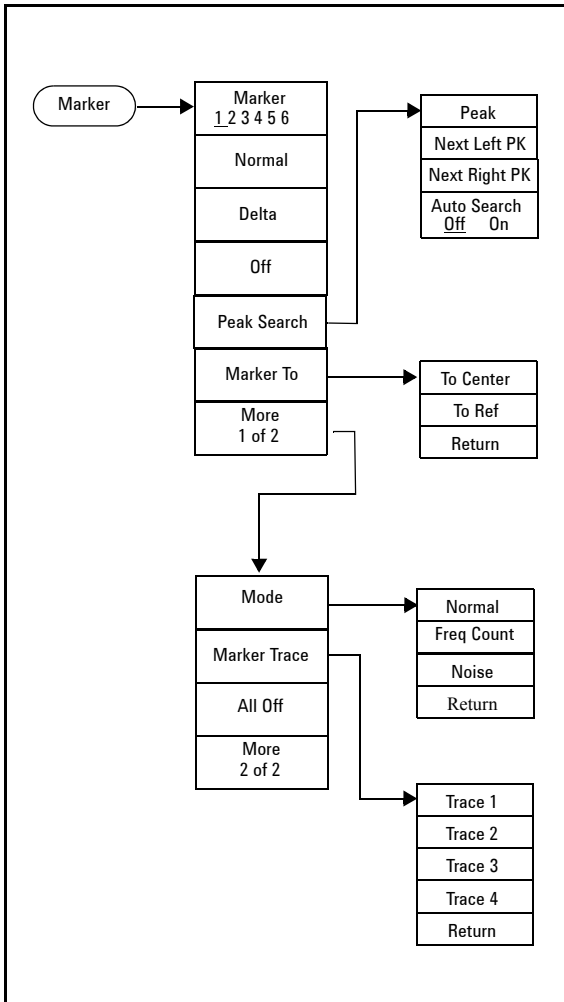 Marker
Marker
1 2 3 4 5 6
Normal
Delta
Off
Peak Search
Marker To
More
1 of 2
Peak
Next Left PK
Next Right PK
Auto Search
Off On
To Center
To Ref
Return
Mode
Marker Trace
All Off
More
2 of 2
Normal
Freq Count
Noise
Return
Trace 1
Trace 2
Trace 3
Trace 4
Return